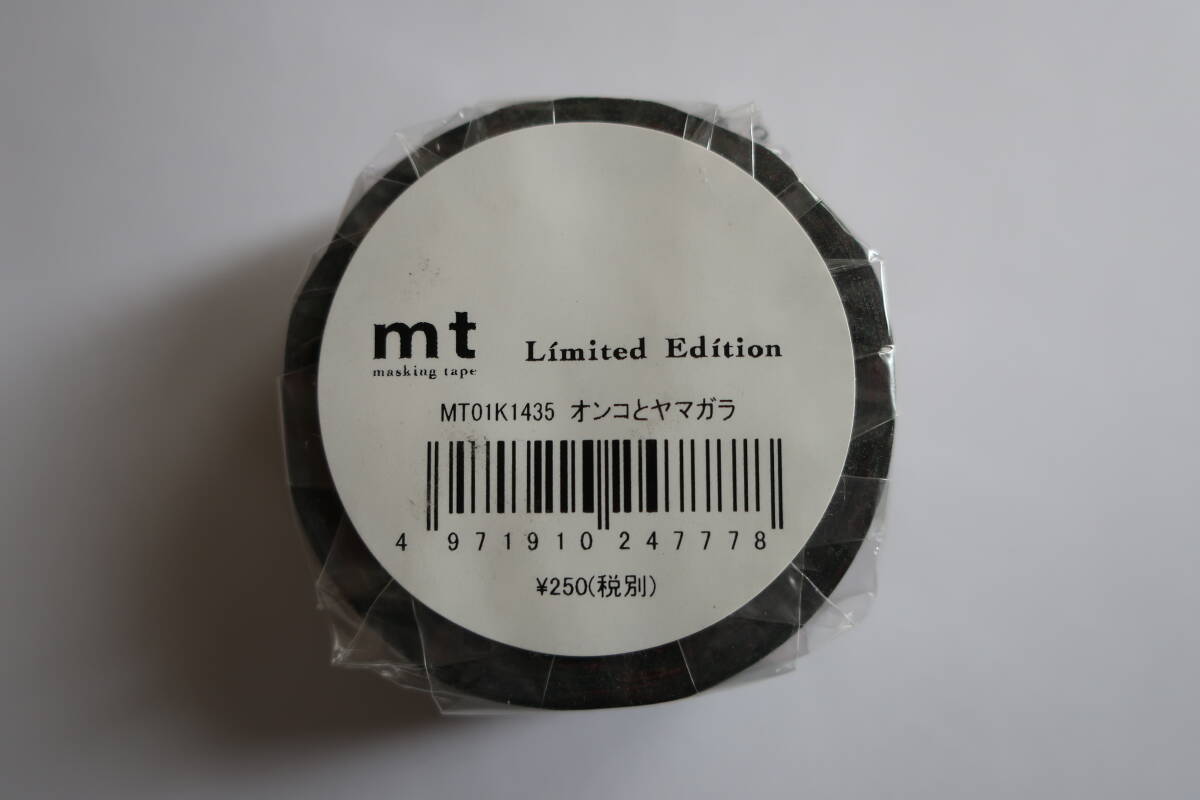 mt Límited Edítion
masking tape
MT01K1435 オンコとヤマガラ
4 971910 247778
¥250(税別)